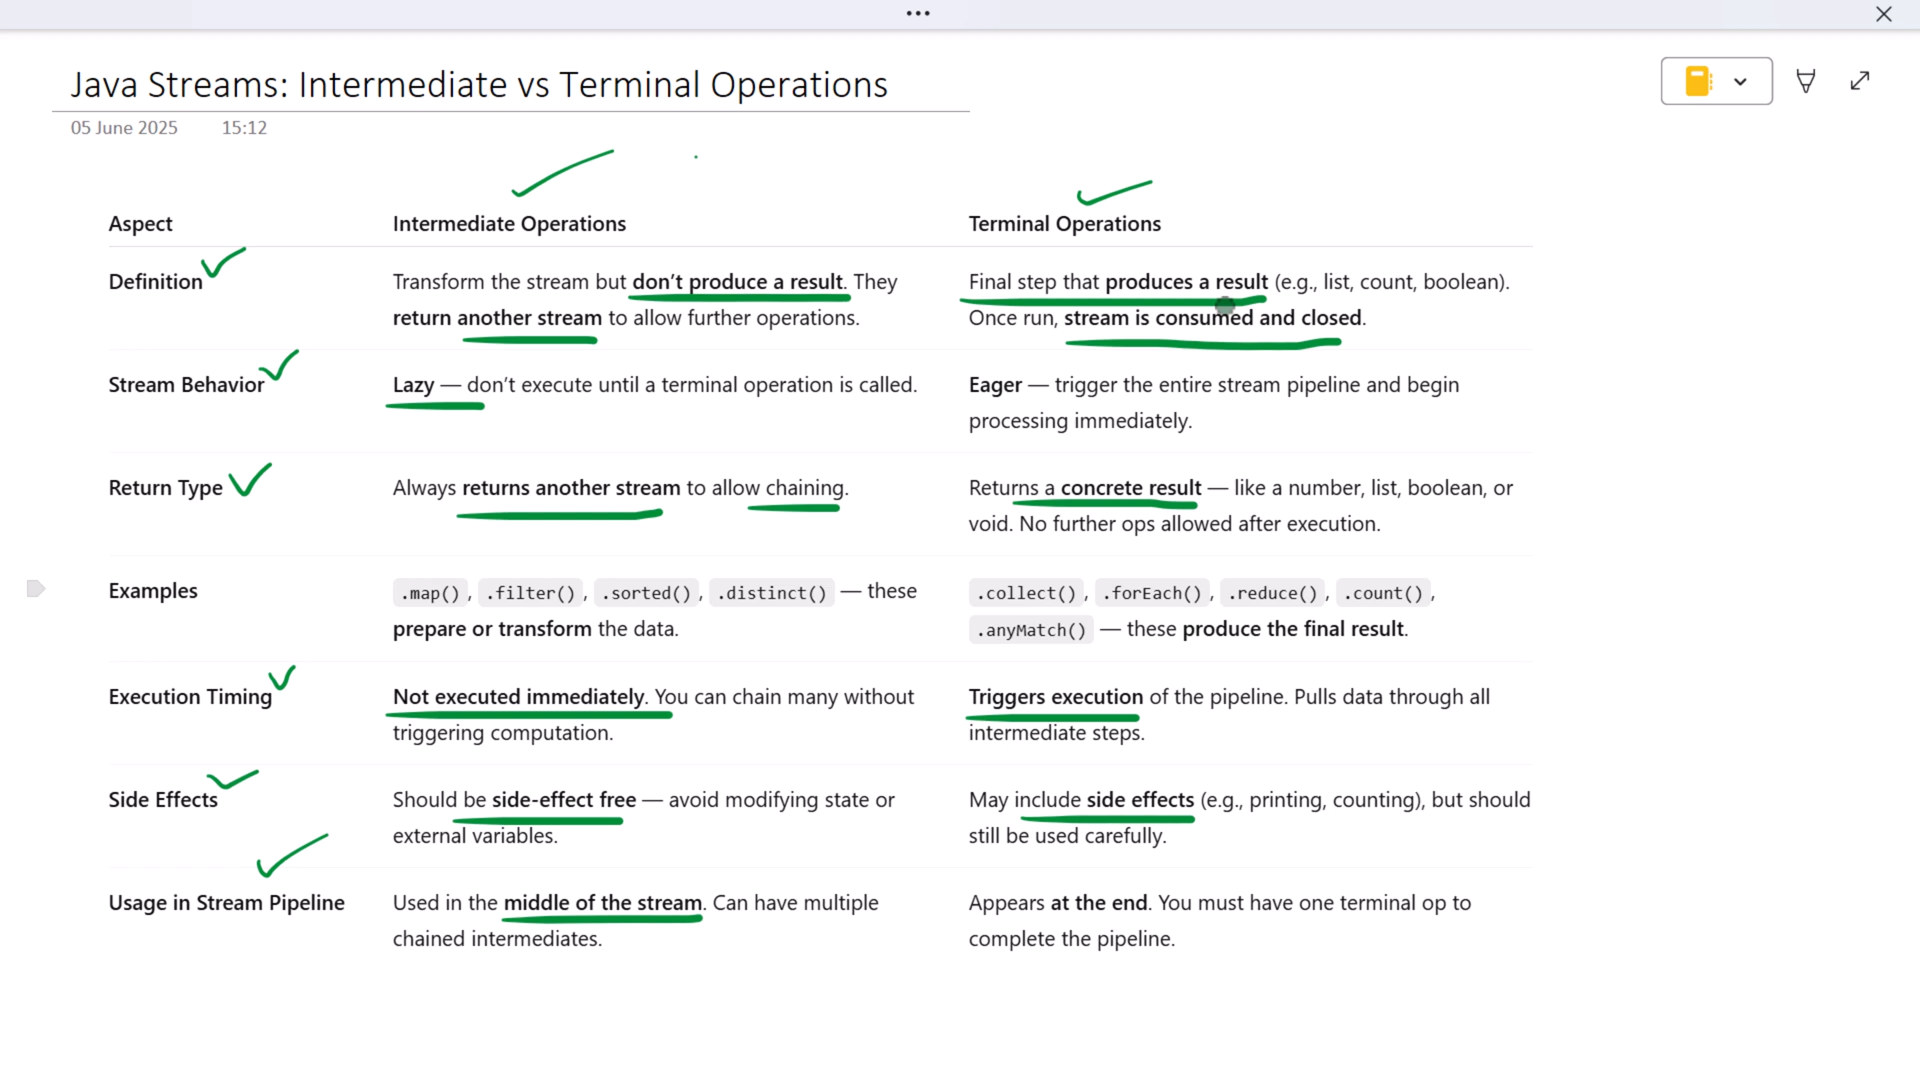 Java Streams: Intermediate vs Terminal Operations
05 June 2025 15:12
Aspect Intermediate Operations Terminal Operations
Definition Transform the stream but don’t produce a result. They Final step that produces a result (e.g., list, count, boolean).
return another stream to allow further operations. Once run, stream is consumed and closed.
Stream Behavior Lazy — don’t execute until a terminal operation is called. Eager — trigger the entire stream pipeline and begin
processing immediately.
Return Type Always returns another stream to allow chaining. Returns a concrete result — like a number, list, boolean, or
void. No further ops allowed after execution.
Examples .map() , .filter() , .sorted() , .distinct() — these .collect() , .forEach() , .reduce() , .count() ,
prepare or transform the data. .anyMatch() — these produce the final result.
Execution Timing Not executed immediately. You can chain many without Triggers execution of the pipeline. Pulls data through all
triggering computation. intermediate steps.
Side Effects Should be side-effect free — avoid modifying state or May include side effects (e.g., printing, counting), but should
external variables. still be used carefully.
Usage in Stream Pipeline Used in the middle of the stream. Can have multiple Appears at the end. You must have one terminal op to
chained intermediates. complete the pipeline.